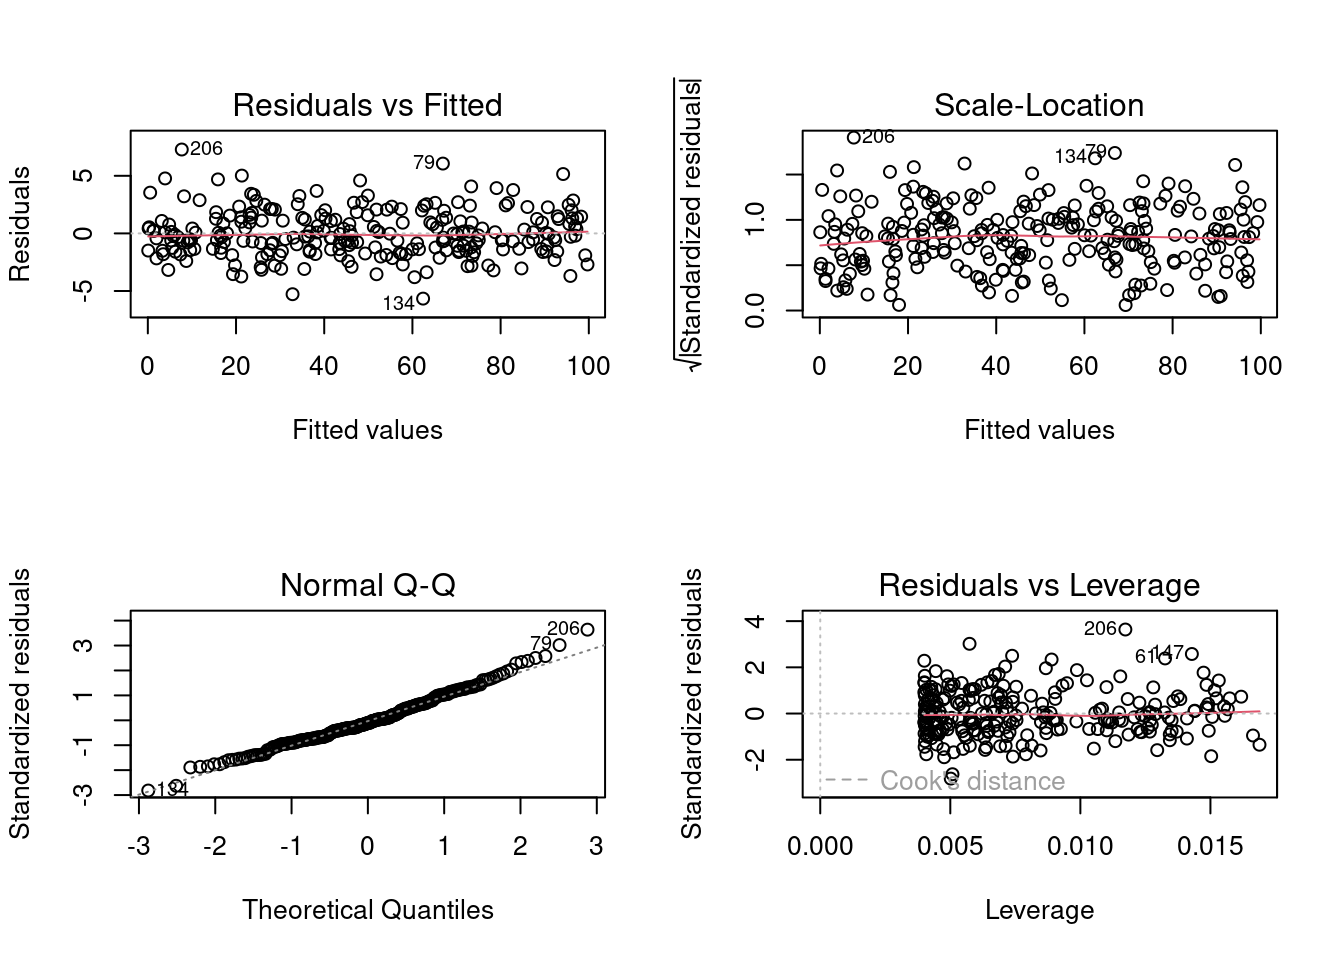 Residuals vs Fitted
Residuals
5
0
-5
206
79
134
0 20 40 60 80 100
Fitted values
Scale-Location
√|Standardized residuals|
1.0
0.0
206
134
79
0 20 40 60 80 100
Fitted values
Normal Q-Q
Standardized residuals
3
1
-1
-3
206
79
134
-3 -2 -1 0 1 2 3
Theoretical Quantiles
Residuals vs Leverage
Standardized residuals
4
2
0
-2
206
61
147
Cook's distance
0.000 0.005 0.010 0.015
Leverage